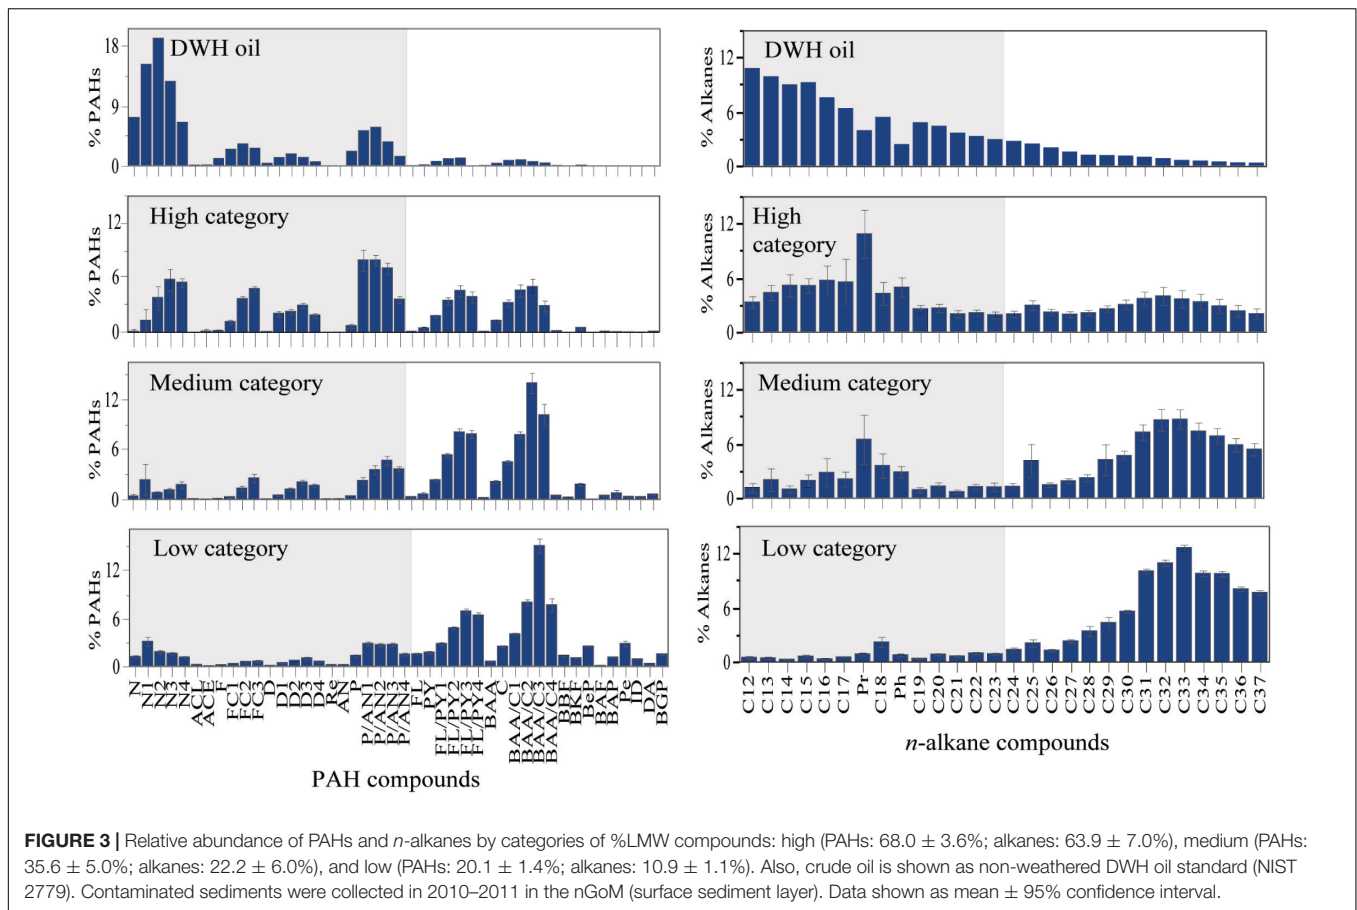 DWH oil
% PAHs
18
9
0
High category
% PAHs
12
6
0
Medium category
% PAHs
12
6
0
Low category
% PAHs
12
6
0
N
N1
N2
N3
N4
ACL
ACE
F
FC1
FC2
FC3
D
D1
D2
D3
D4
Re
AN
P
P/AN1
P/AN2
P/AN3
P/AN4
FL
PY
FL/PY1
FL/PY2
FL/PY3
FL/PY4
BAA
C
BAA/C1
BAA/C2
BAA/C3
BAA/C4
BBF
BKF
BeP
BAF
BAP
Pe
ID
DA
BGP
PAH compounds
DWH oil
% Alkanes
12
6
0
High
category
% Alkanes
12
6
0
Medium category
% Alkanes
12
6
0
Low category
% Alkanes
12
6
0
C12
C13
C14
C15
C16
C17
Pr
C18
Ph
C19
C20
C21
C22
C23
C24
C25
C26
C27
C28
C29
C30
C31
C32
C33
C34
C35
C36
C37
n-alkane compounds
FIGURE 3 | Relative abundance of PAHs and n-alkanes by categories of %LMW compounds: high (PAHs: 68.0 ± 3.6%; alkanes: 63.9 ± 7.0%), medium (PAHs:
35.6 ± 5.0%; alkanes: 22.2 ± 6.0%), and low (PAHs: 20.1 ± 1.4%; alkanes: 10.9 ± 1.1%). Also, crude oil is shown as non-weathered DWH oil standard (NIST
2779). Contaminated sediments were collected in 2010–2011 in the nGoM (surface sediment layer). Data shown as mean ± 95% confidence interval.